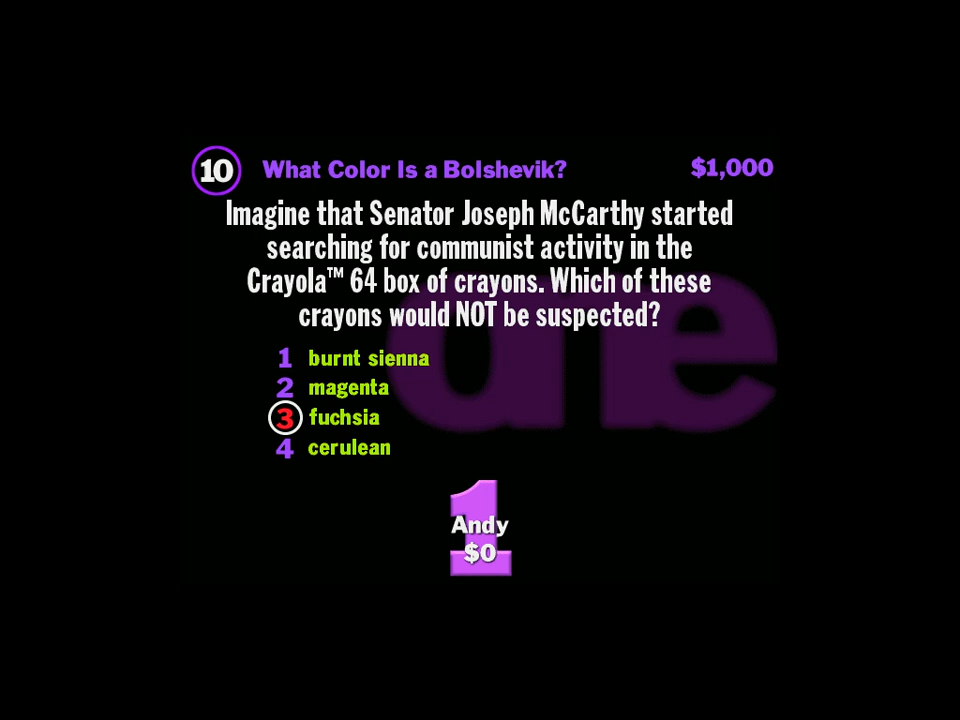 10 What Color Is a Bolshevik? $1,000
Imagine that Senator Joseph McCarthy started
searching for communist activity in the
Crayola™ 64 box of crayons. Which of these
crayons would NOT be suspected?
1 burnt sienna
2 magenta
3 fuchsia
4 cerulean
1
Andy
$0